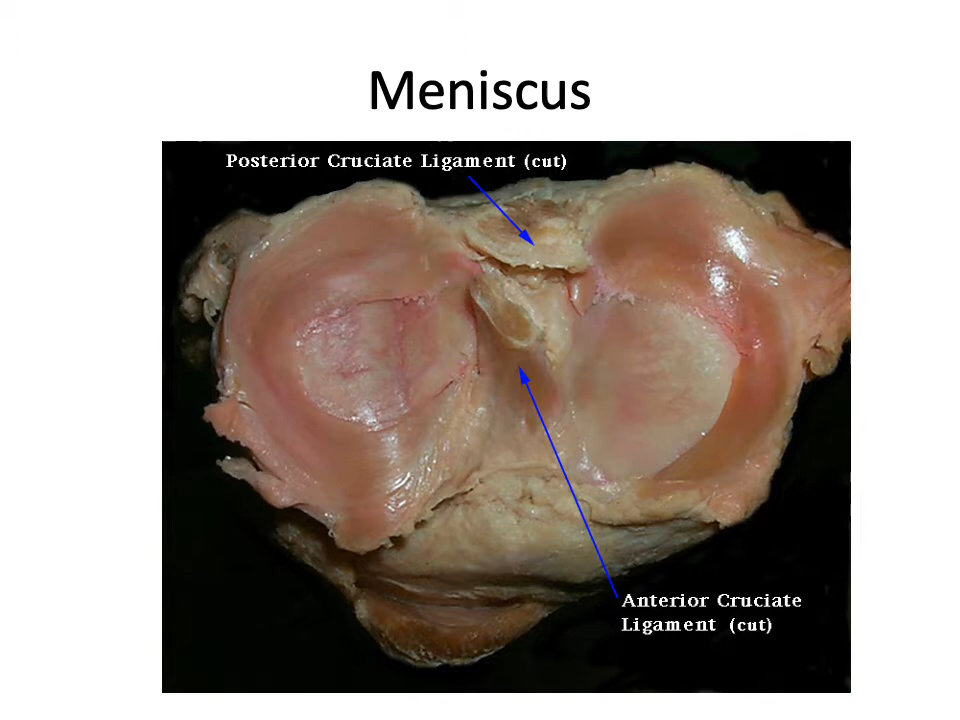 Meniscus
Posterior Cruciate Ligament (cut)
Anterior Cruciate
Ligament (cut)